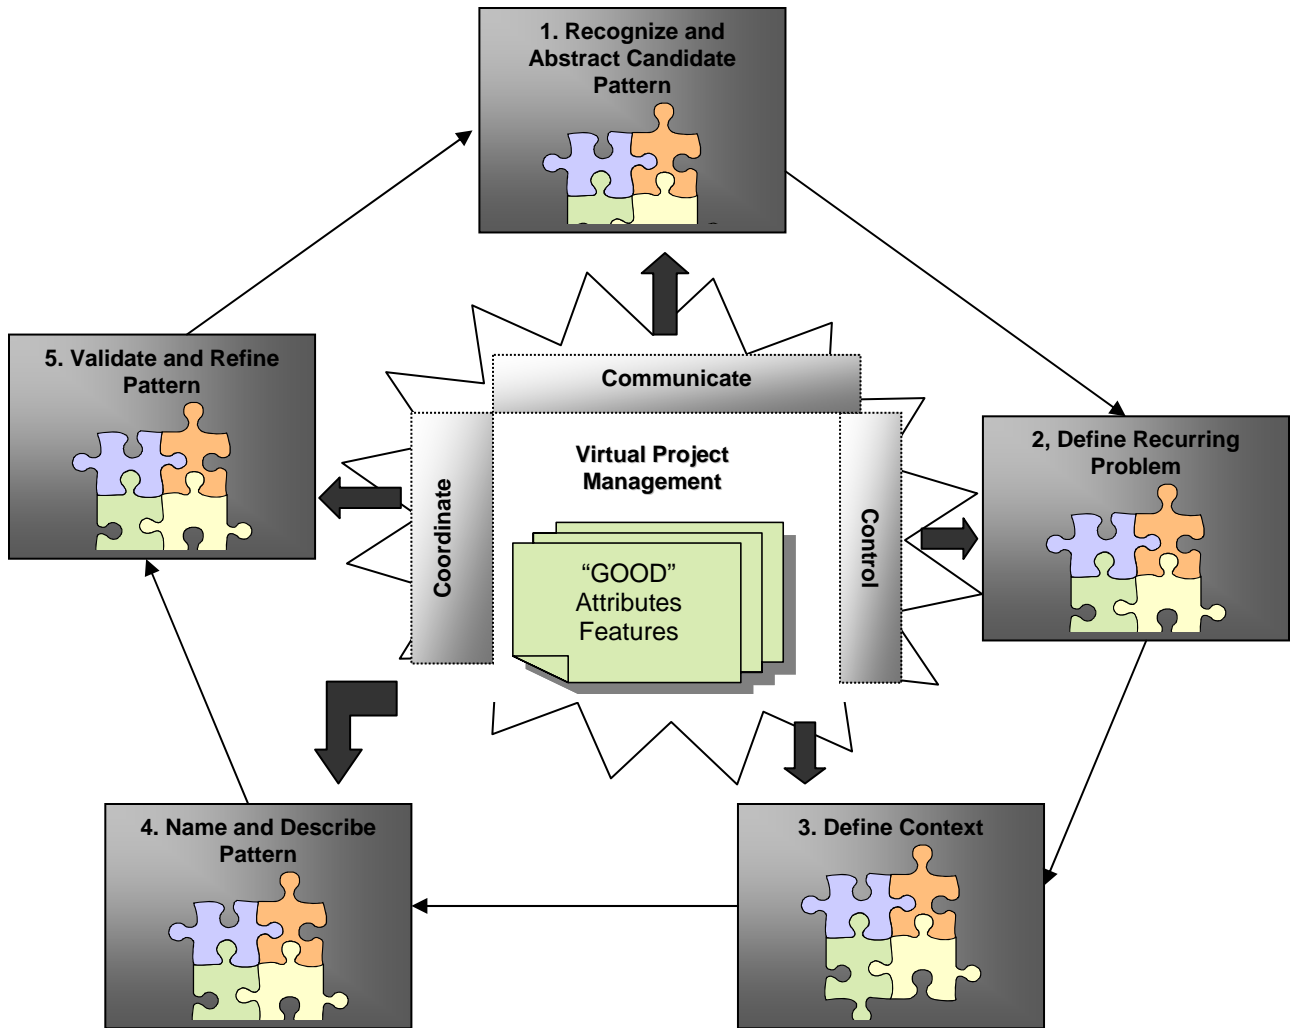 1. Recognize and
Abstract Candidate
Pattern
5. Validate and Refine
Pattern
Communicate
Coordinate
Virtual Project
Management
“GOOD”
Attributes
Features
Control
2, Define Recurring
Problem
4. Name and Describe
Pattern
3. Define Context